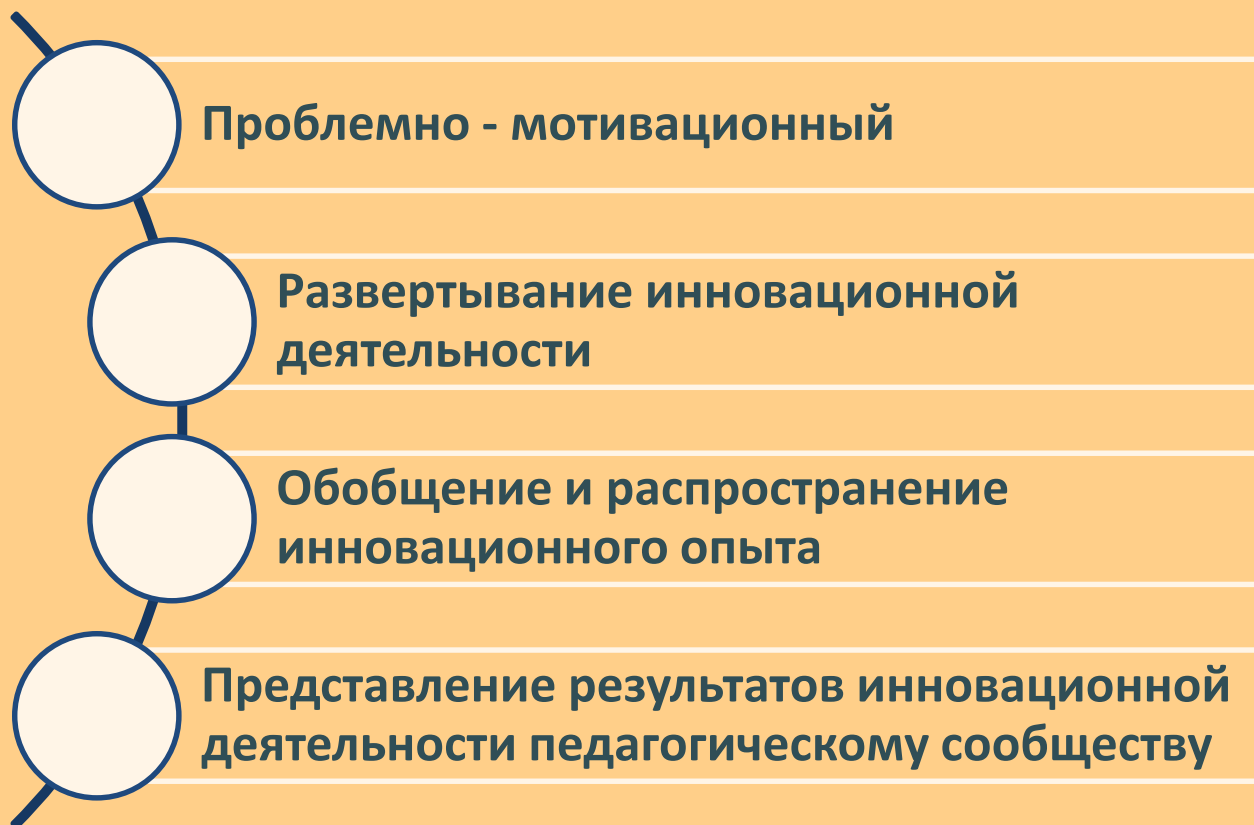 Проблемно - мотивационный
Развертывание инновационной
деятельности
Обобщение и распространение
инновационного опыта
Представление результатов инновационной
деятельности педагогическому сообществу